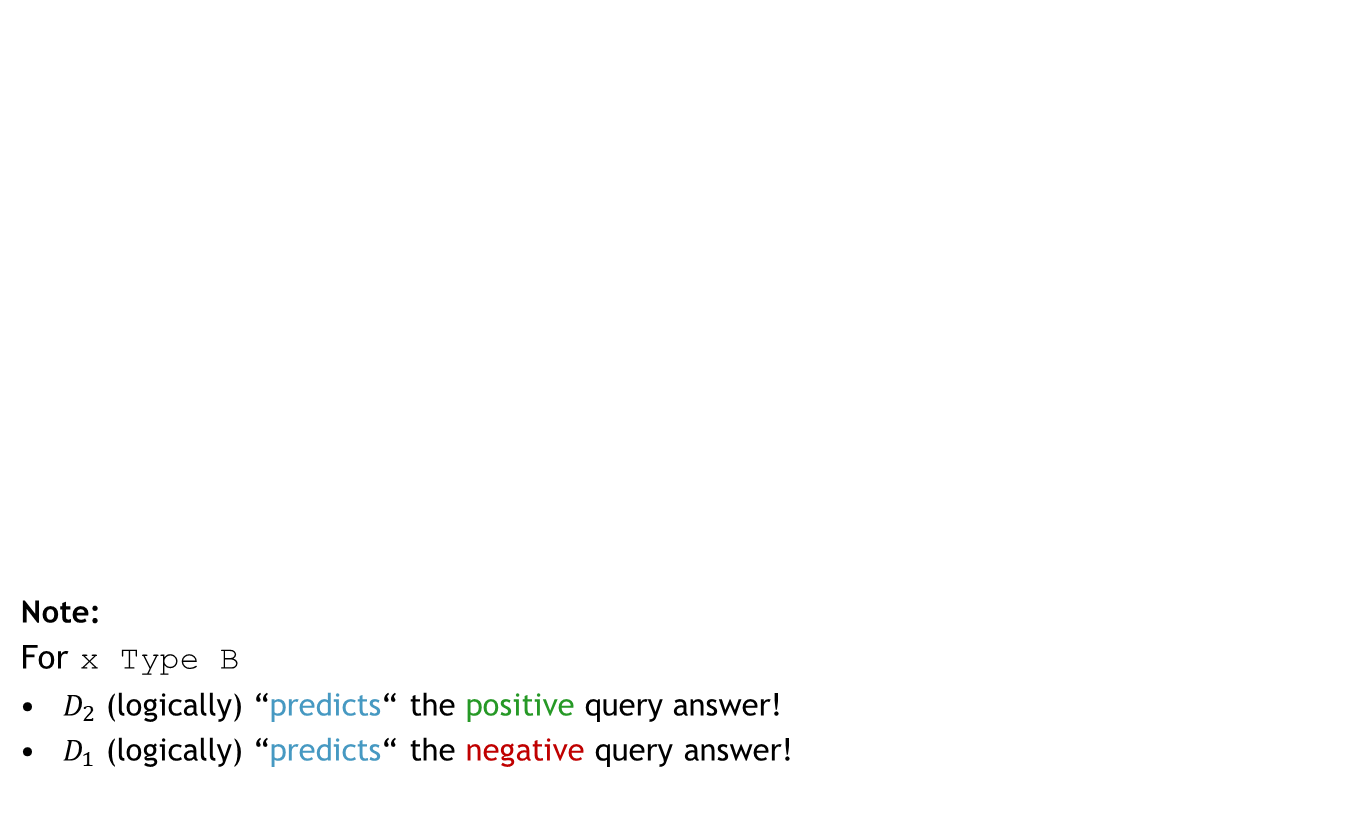 Note:
For x Type B
• D₂ (logically) “predicts“ the positive query answer!
• D₁ (logically) “predicts“ the negative query answer!